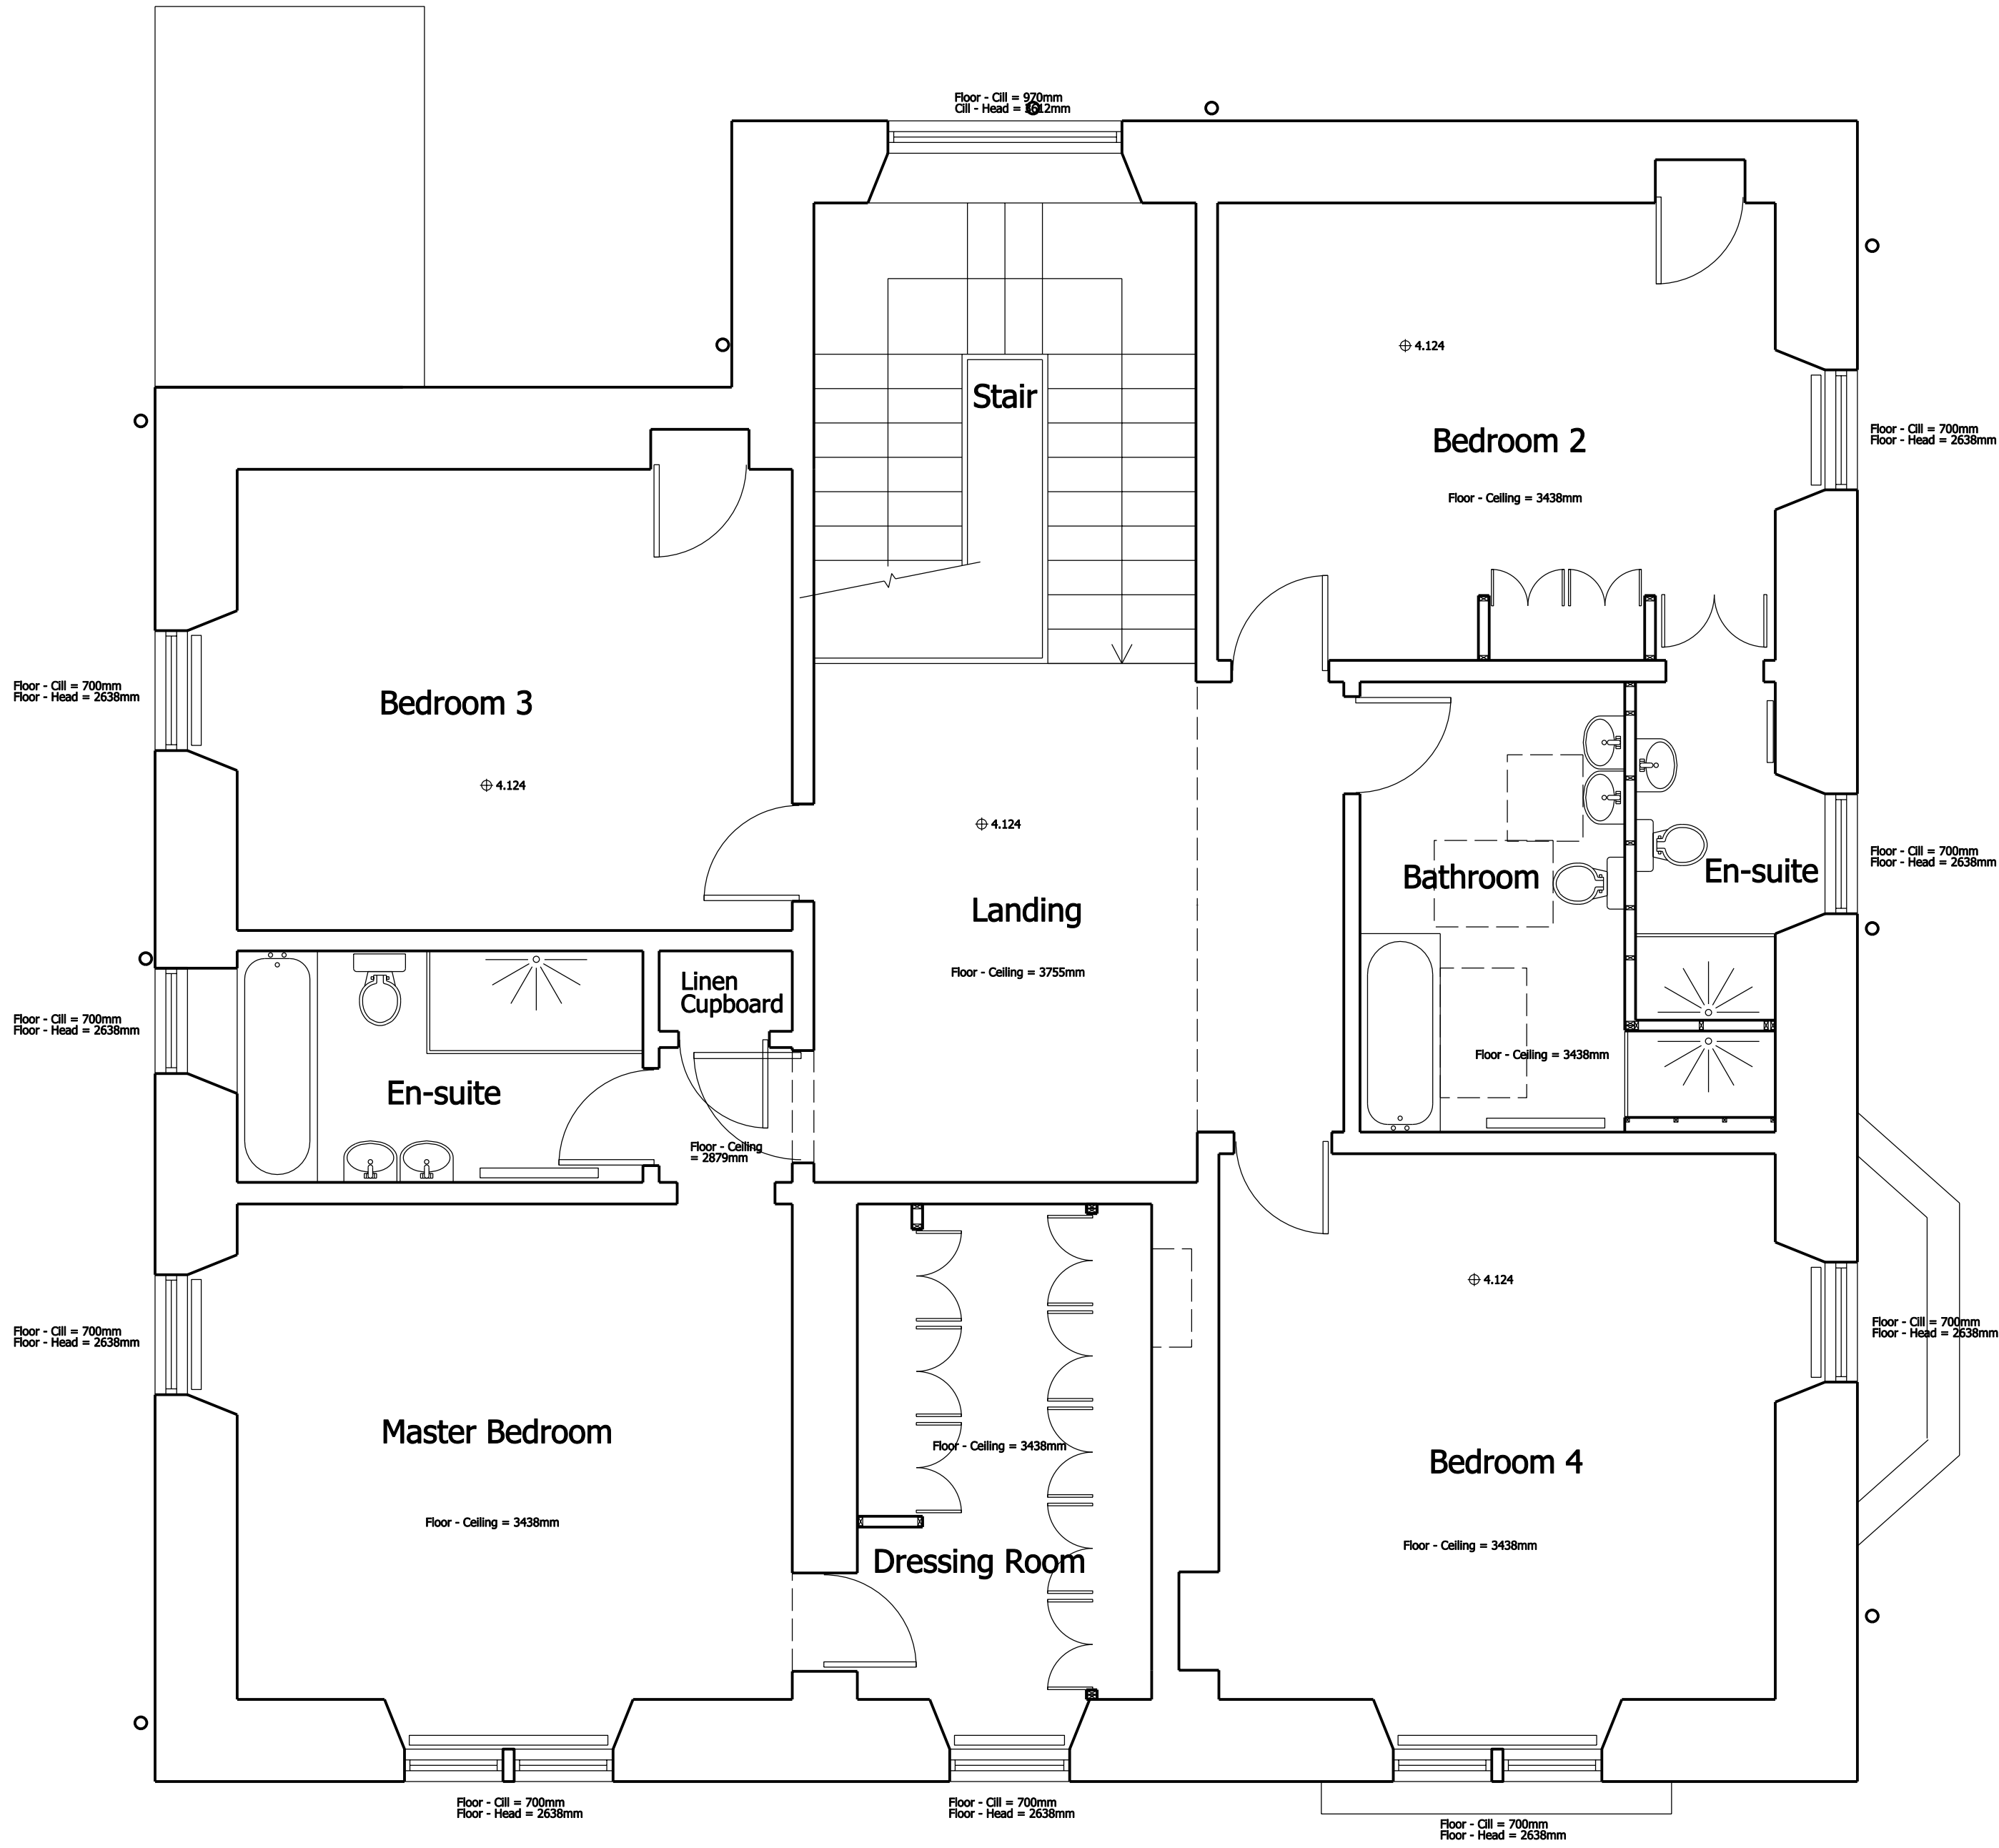 Floor - Cill = 970mm
Cill - Head = 3612mm
4.124
Stair
Bedroom 2
Floor - Cill = 700mm
Floor - Head = 2638mm
Floor - Ceiling = 3438mm
Floor - Cill = 700mm
Floor - Head = 2638mm
Bedroom 3
4.124
4.124
Floor - Cill = 700mm
Floor - Head = 2638mm
Bathroom
En-suite
Landing
Floor - Ceiling = 3755mm
Linen
Cupboard
Floor - Cill = 700mm
Floor - Head = 2638mm
Floor - Ceiling = 3438mm
En-suite
Floor - Ceiling
= 2879mm
4.124
Floor - Cill = 700mm
Floor - Head = 2638mm
Floor - Cill = 700mm
Floor - Head = 2638mm
Master Bedroom
Floor - Ceiling = 3438mm
Bedroom 4
Floor - Ceiling = 3438mm
Floor - Ceiling = 3438mm
Dressing Room
Floor - Cill = 700mm
Floor - Head = 2638mm
Floor - Cill = 700mm
Floor - Head = 2638mm
Floor - Cill = 700mm
Floor - Head = 2638mm